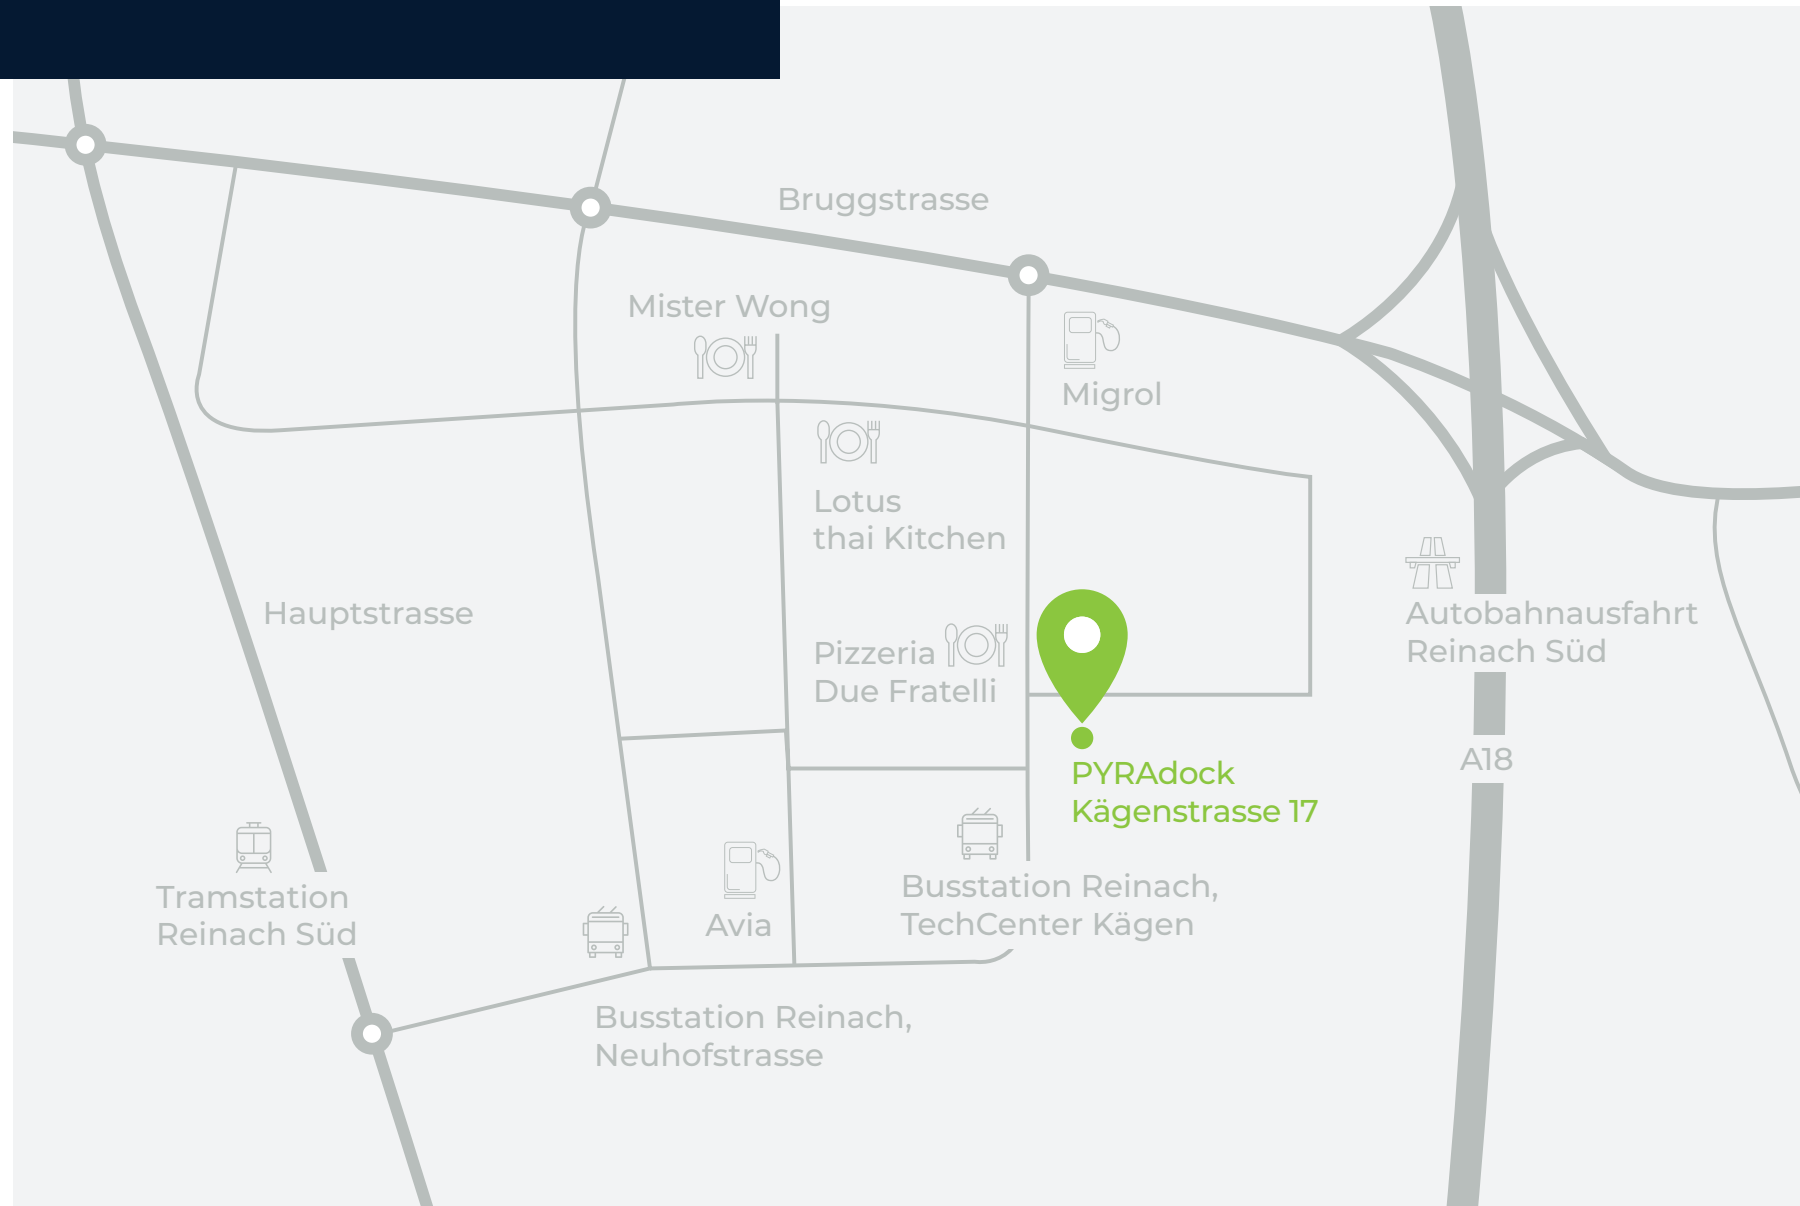 Bruggstrasse
Mister Wong
Migrol
Lotus
thai Kitchen
Hauptstrasse
Autobahnausfahrt
Reinach Süd
Pizzeria
Due Fratelli
A18
PYRAdock
Kägenstrasse 17
Tramstation
Reinach Süd
Avia
Busstation Reinach,
TechCenter Kägen
Busstation Reinach,
Neuhofstrasse